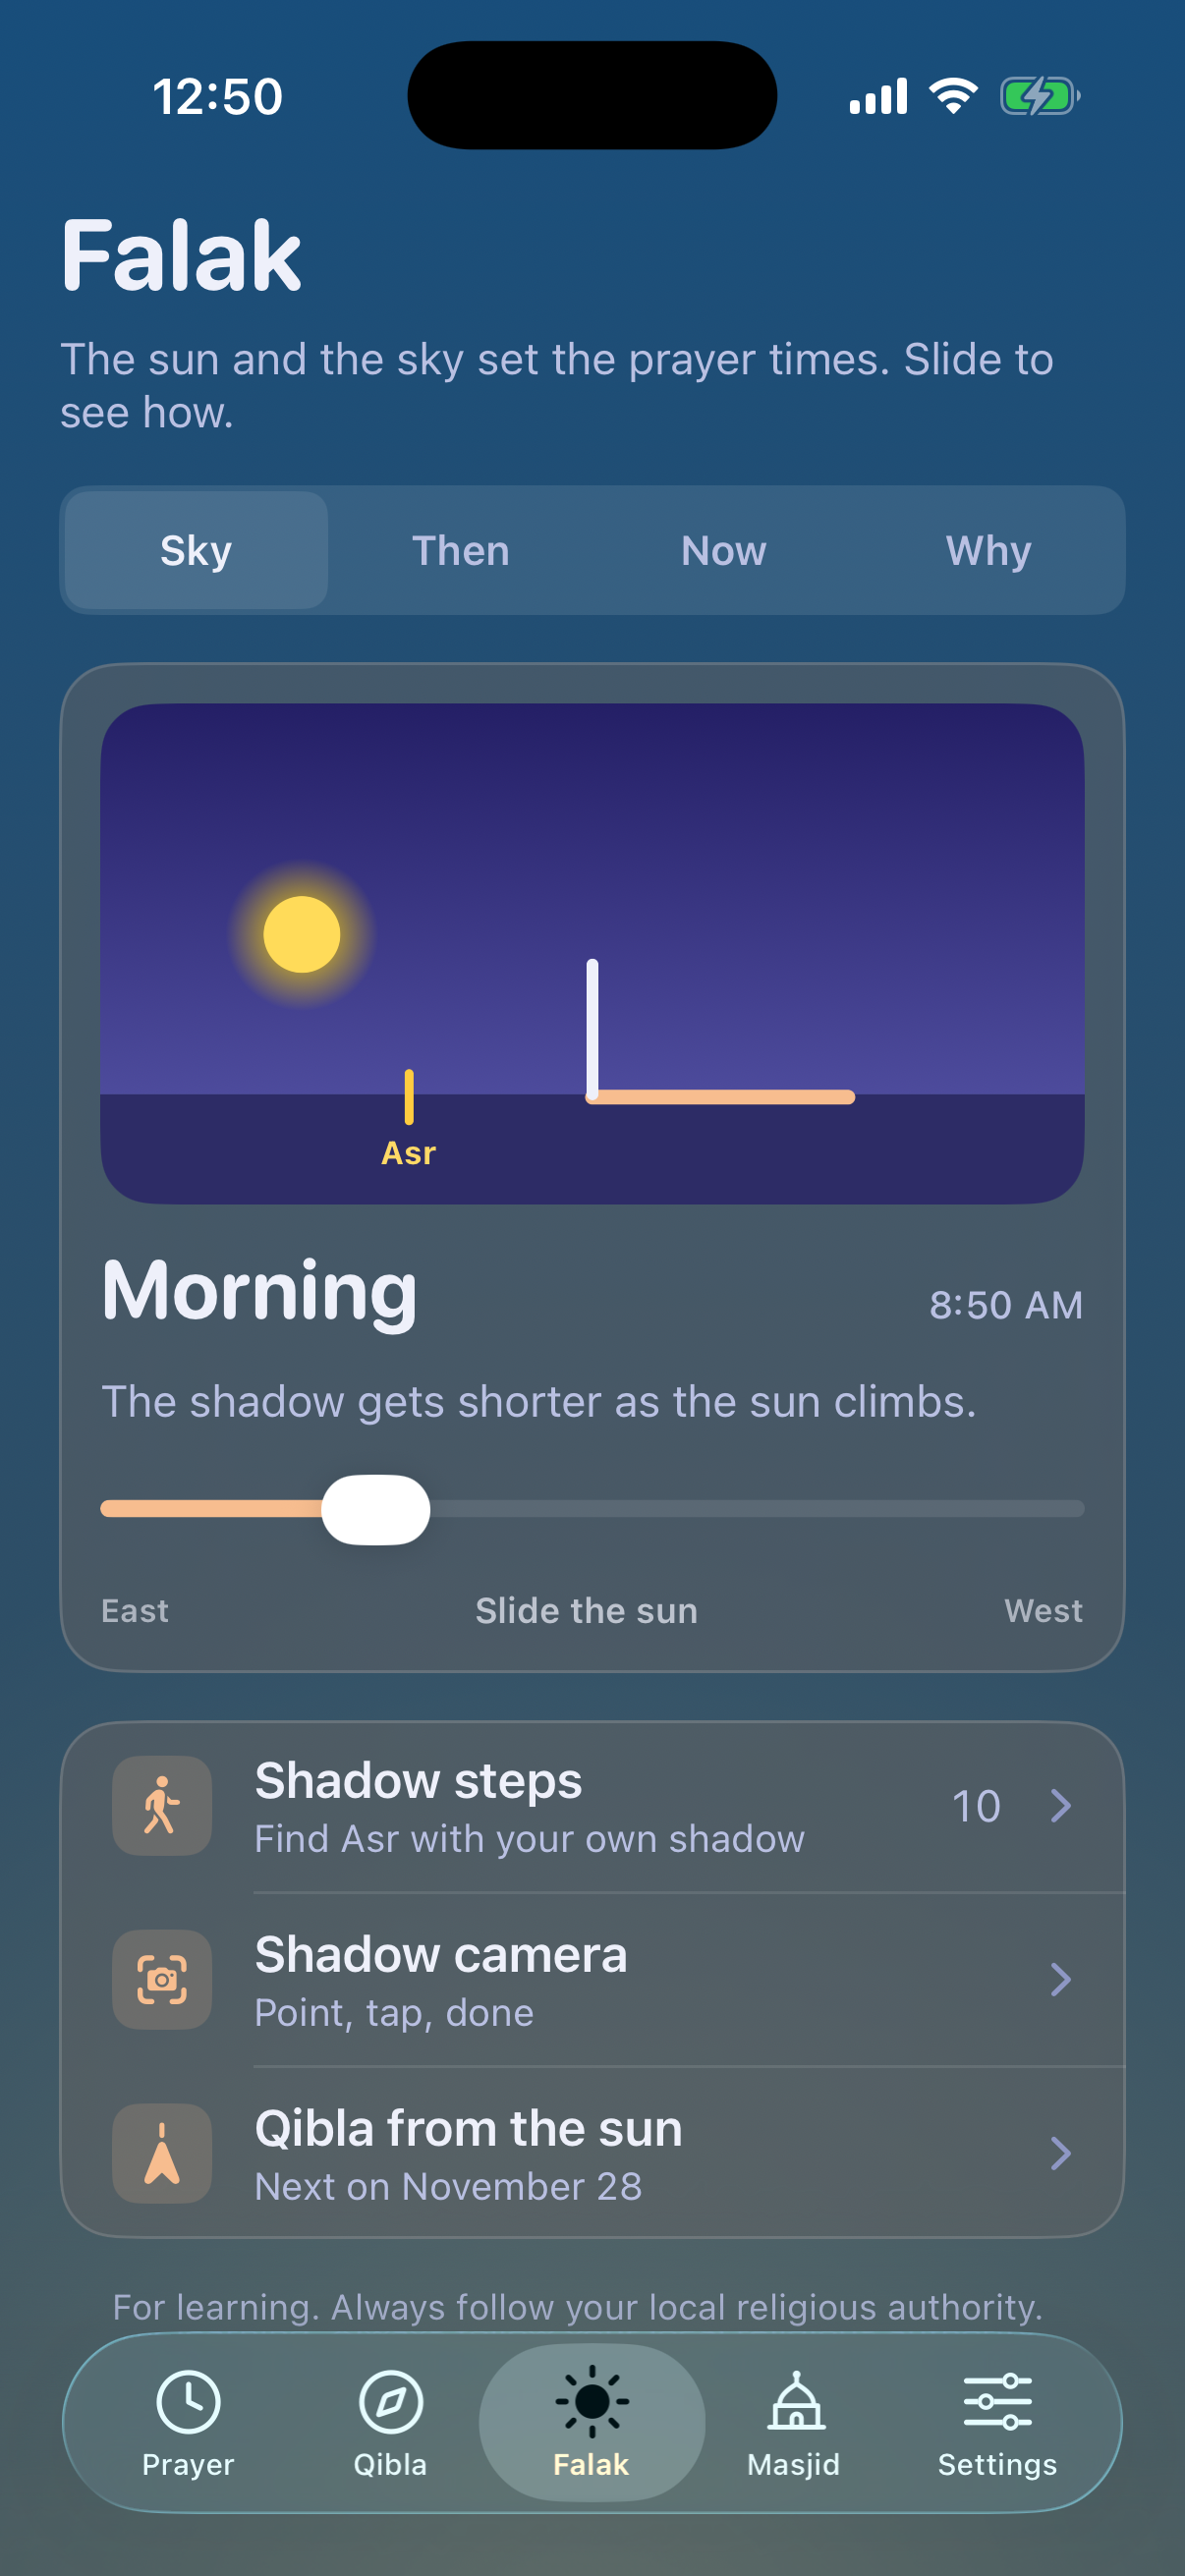 12:50
Falak
The sun and the sky set the prayer times. Slide to
see how.
Sky
Then
Now
Why
Asr
Morning
8:50 AM
The shadow gets shorter as the sun climbs.
East
Slide the sun
West
Shadow steps
10
Find Asr with your own shadow
Shadow camera
Point, tap, done
Qibla from the sun
Next on November 28
For learning. Always follow your local religious authority.
Prayer
Qibla
Falak
Masjid
Settings